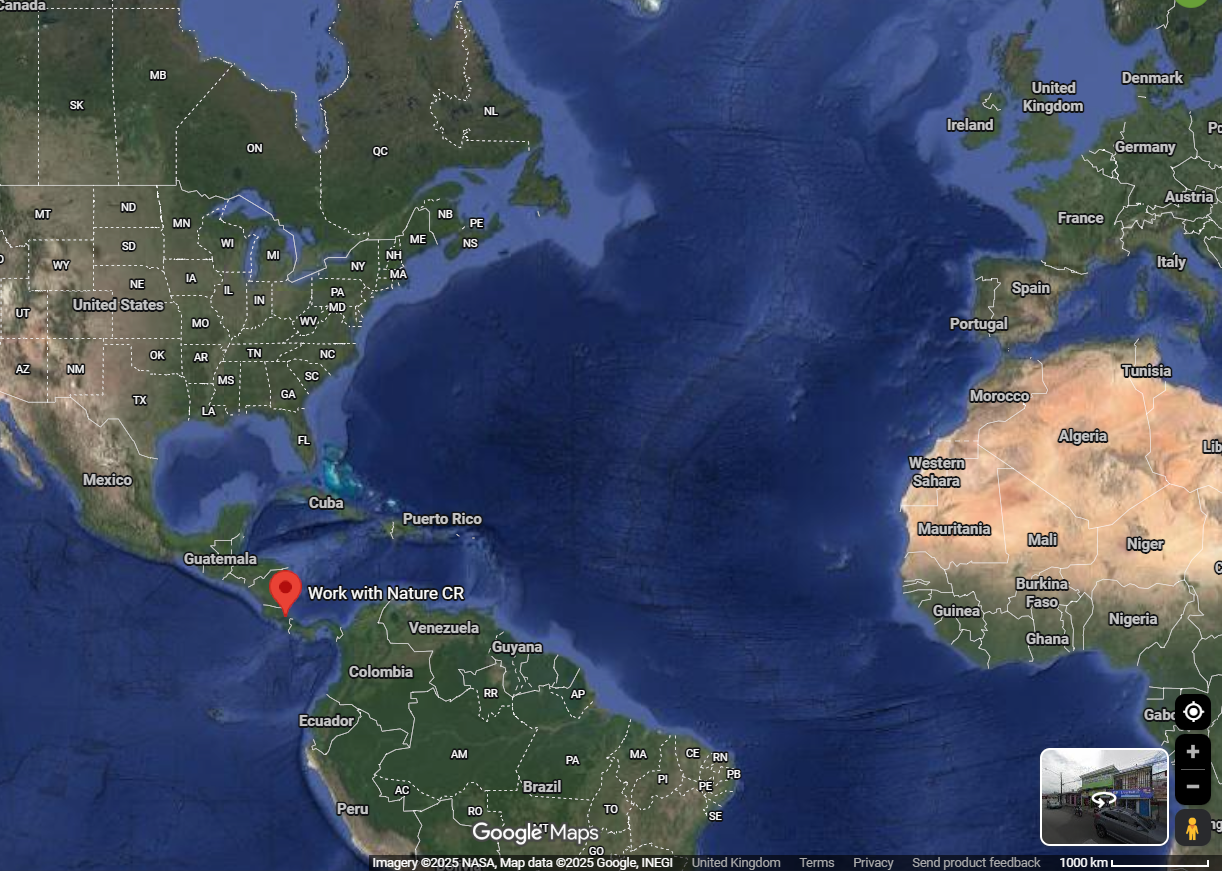 Canada
MB
SK
NL
ON
QC
Denmark
United
Kingdom
Ireland
Germany
Austria
France
Italy
Spain
Portugal
MT
ND
MN
SD
WI
MI
NB
PE
ME
NS
NH
NY
MA
WY
IA
NE
IL
IN
PA
MD
UT
United States
MO
WV
OK
AR
TN
NC
AZ
NM
MS
SC
GA
TX
LA
FL
Tunisia
Morocco
Algeria
Western
Sahara
Mexico
Cuba
Puerto Rico
Mauritania
Mali
Niger
Guatemala
Work with Nature CR
Burkina
Faso
Guinea
Nigeria
Ghana
Venezuela
Guyana
Colombia
RR
AP
Ecuador
Gabo
AM
PA
MA
CE
RN
PB
PI
PE
Brazil
AC
RO
TO
SE
Peru
MT
GO
Google Maps
Imagery ©2025 NASA, Map data ©2025 Google, INEGI United Kingdom Terms Privacy Send product feedback 1000 km